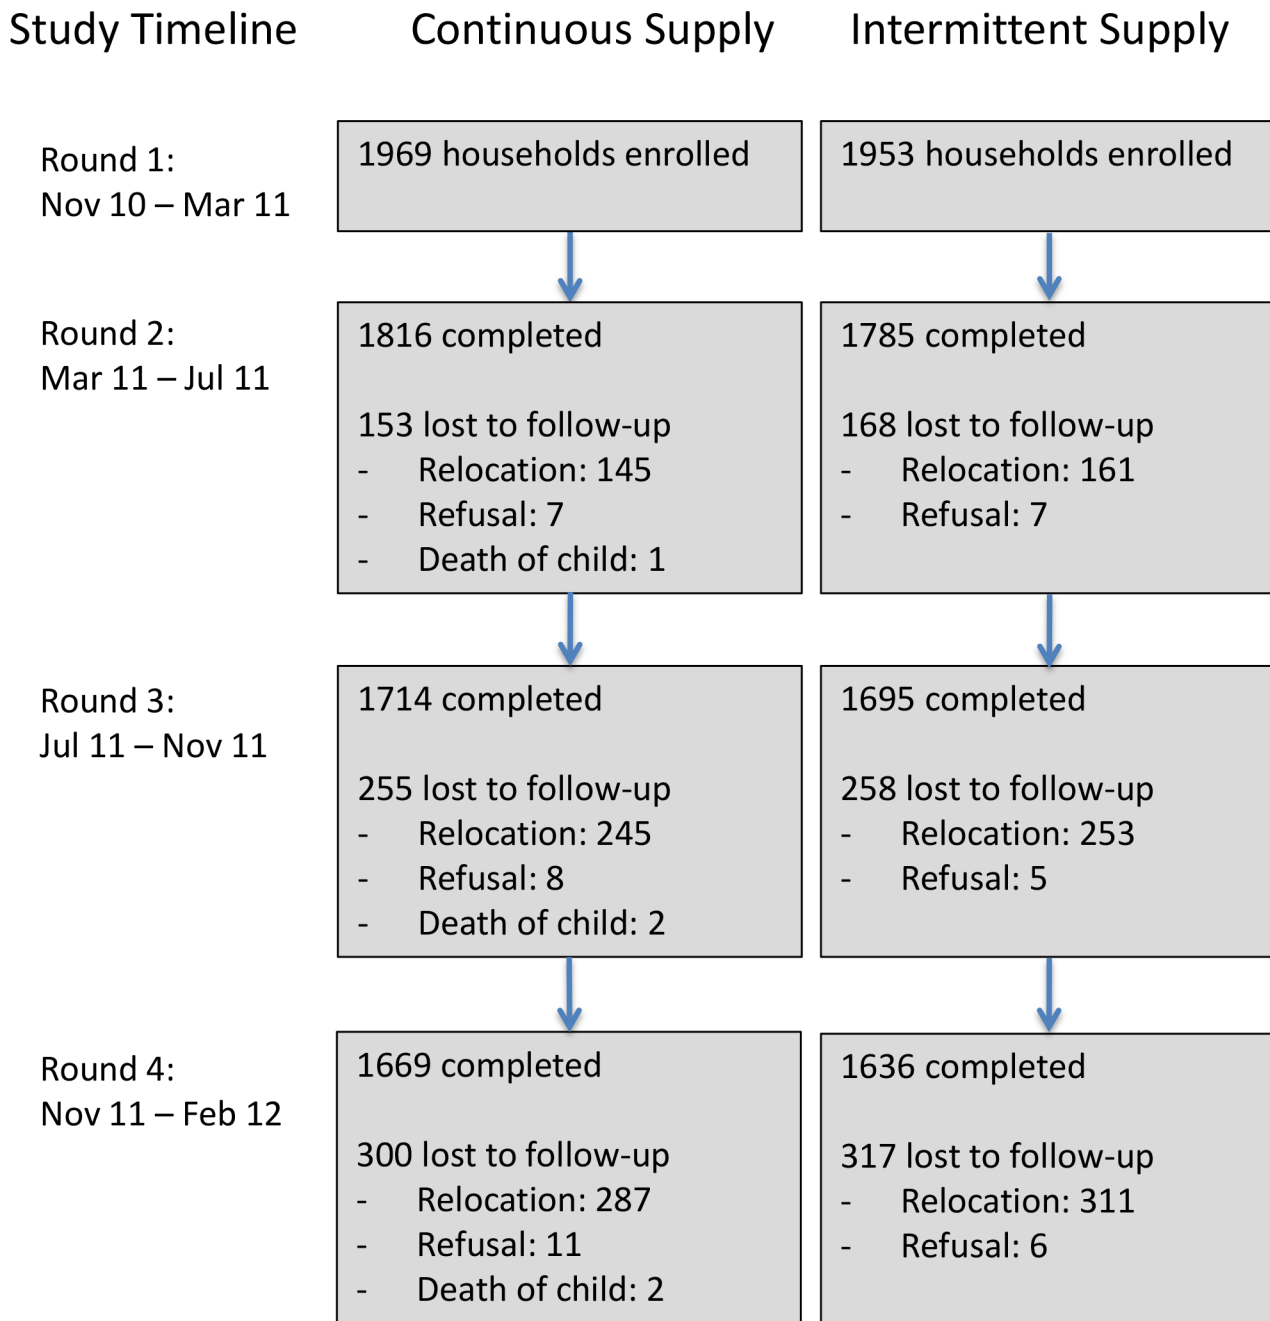 Study Timeline
Continuous Supply
Intermittent Supply
Round 1:
Nov 10 – Mar 11
1969 households enrolled
1953 households enrolled
Round 2:
Mar 11 – Jul 11
1816 completed
153 lost to follow-up
- Relocation: 145
- Refusal: 7
- Death of child: 1
1785 completed
168 lost to follow-up
- Relocation: 161
- Refusal: 7
Round 3:
Jul 11 – Nov 11
1714 completed
255 lost to follow-up
- Relocation: 245
- Refusal: 8
- Death of child: 2
1695 completed
258 lost to follow-up
- Relocation: 253
- Refusal: 5
Round 4:
Nov 11 – Feb 12
1669 completed
300 lost to follow-up
- Relocation: 287
- Refusal: 11
- Death of child: 2
1636 completed
317 lost to follow-up
- Relocation: 311
- Refusal: 6